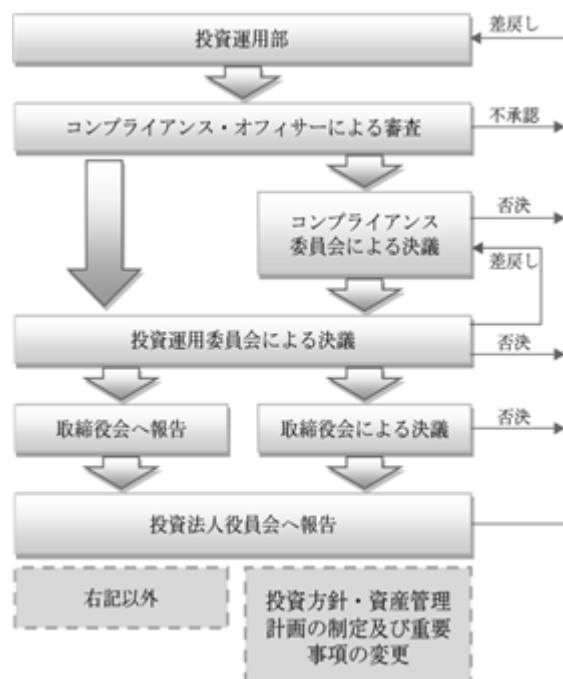 投資運用部
差戻し
コンプライアンス・オフィサーによる審査
不承認
コンプライアンス
委員会による決議
否決
差戻し
投資運用委員会による決議
否決
取締役会へ報告
取締役会による決議
否決
投資法人役員会へ報告
右記以外
投資方針・資産管理
計画の制定及び重要
事項の変更